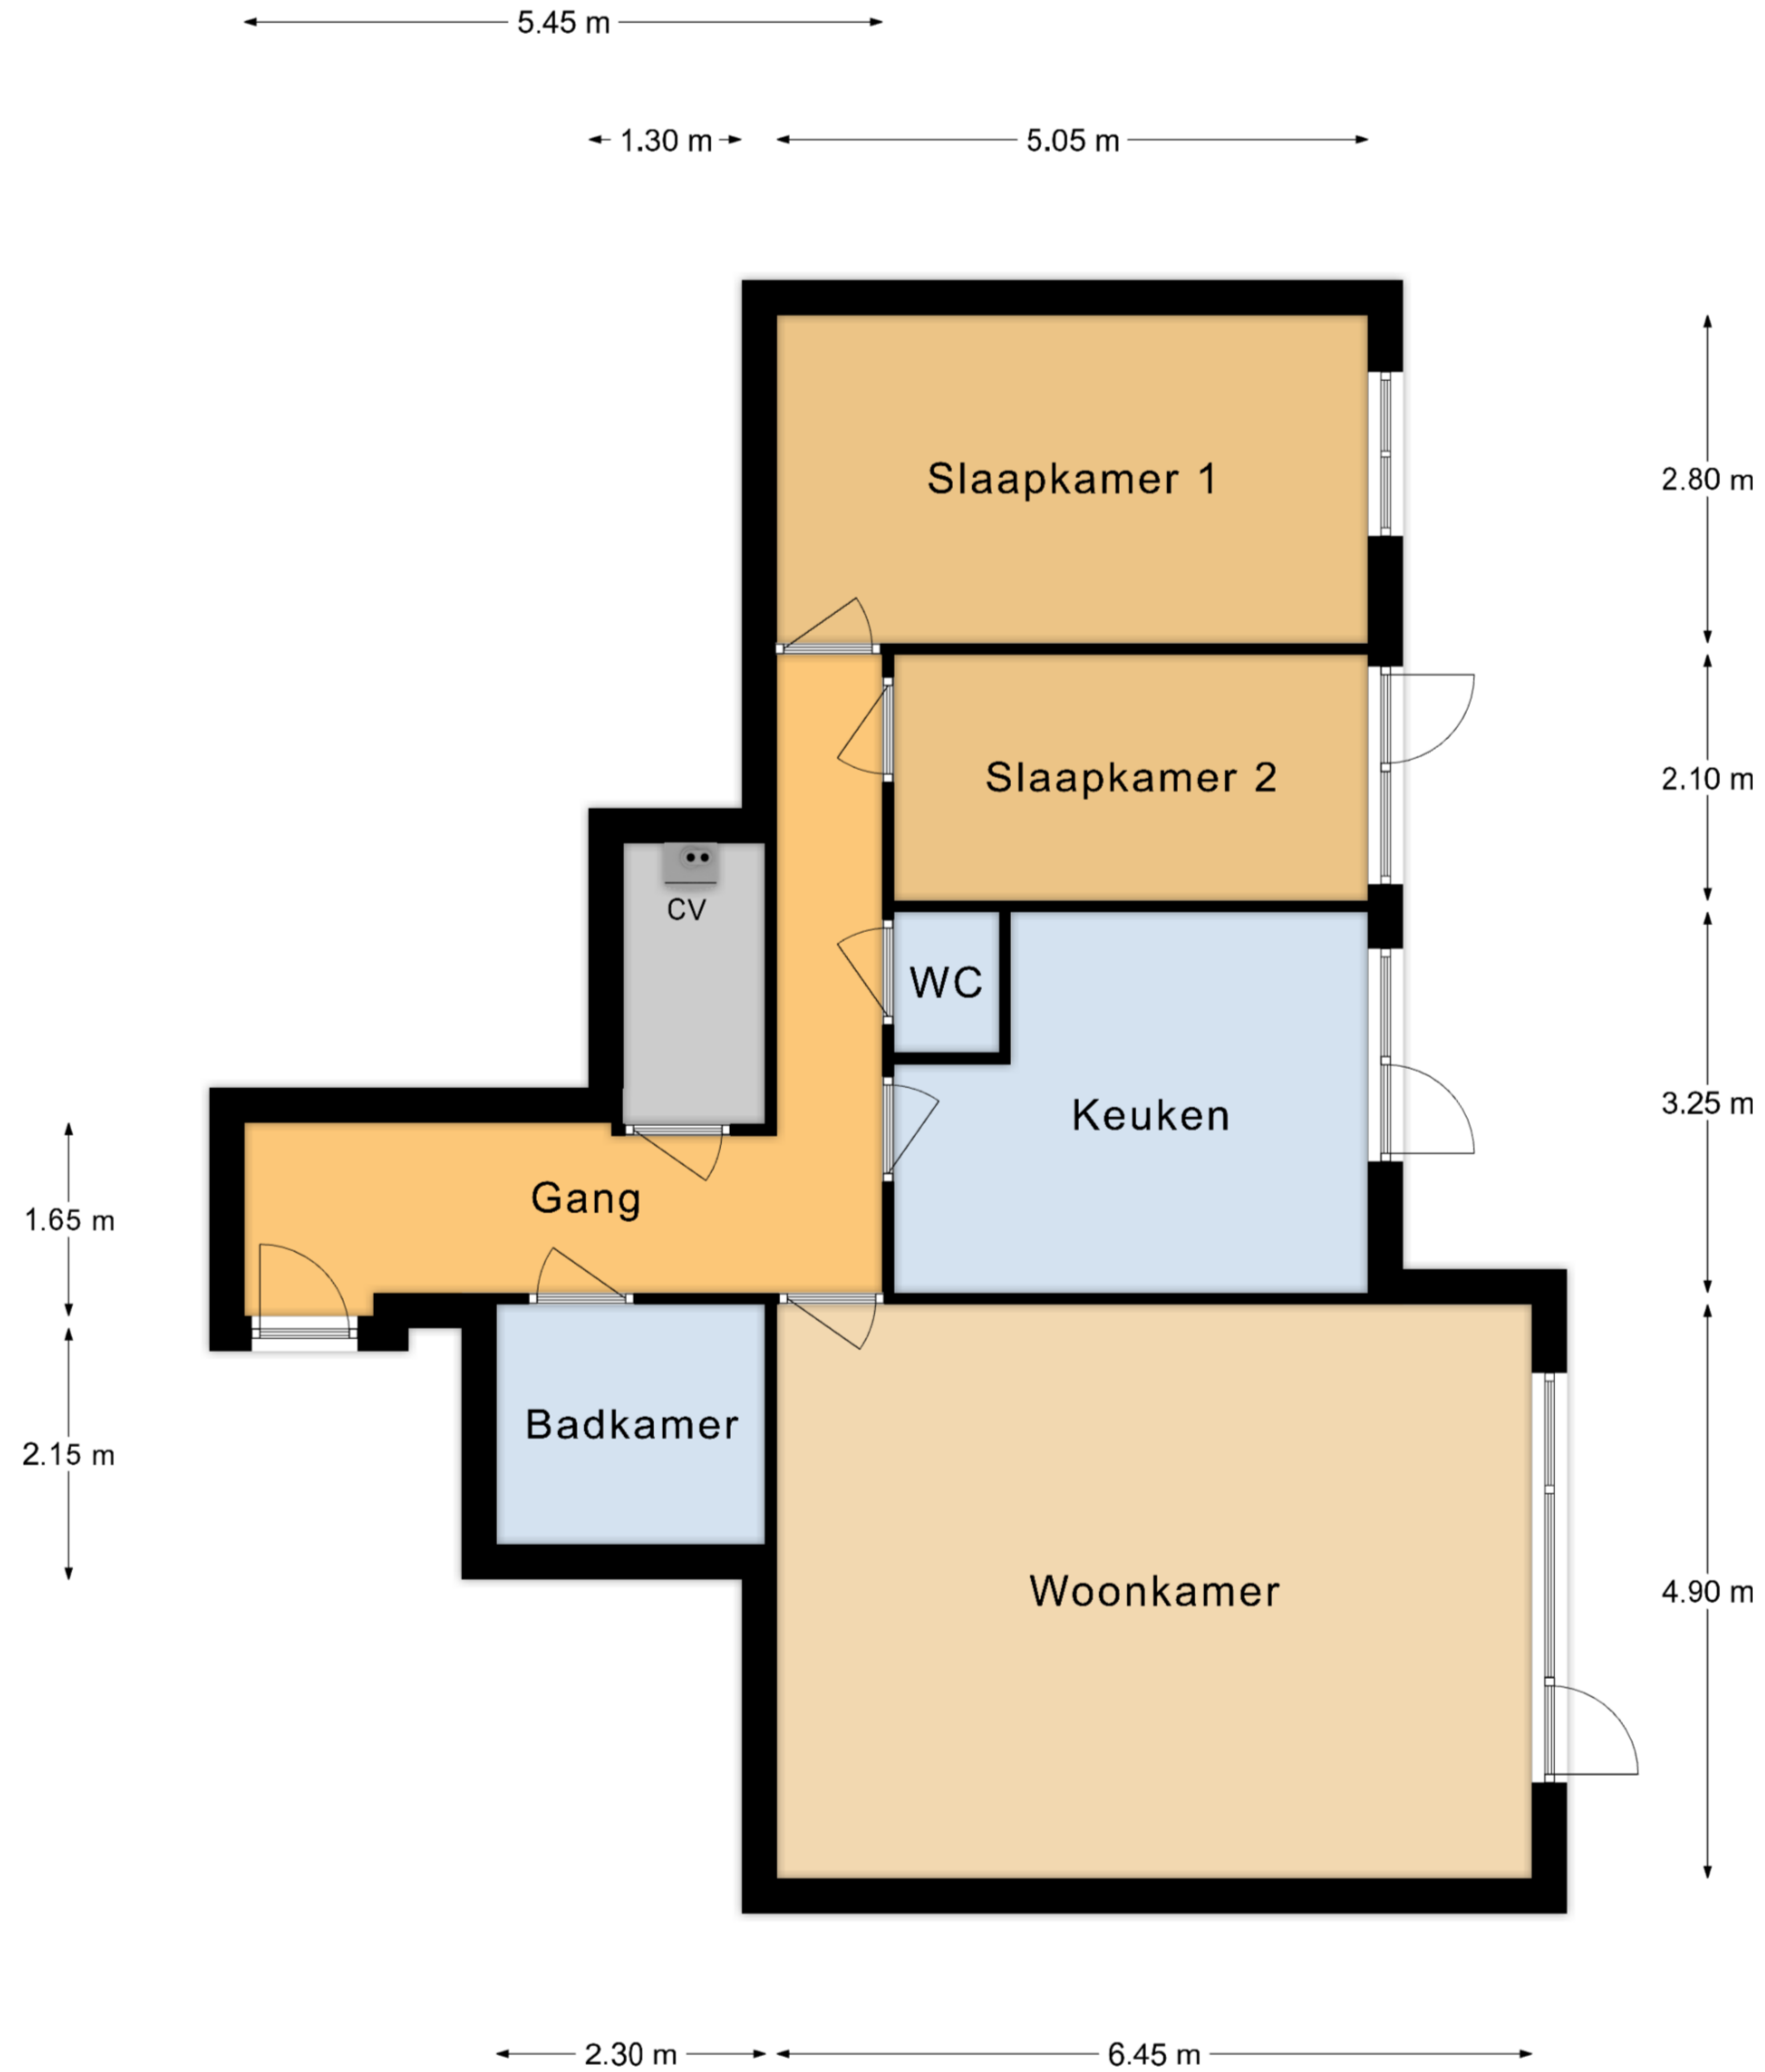 5.45 m
1.30 m
5.05 m
Slaapkamer 1
2.80 m
Slaapkamer 2
2.10 m
CV
WC
Keuken
3.25 m
Gang
1.65 m
Badkamer
2.15 m
Woonkamer
4.90 m
2.30 m
6.45 m